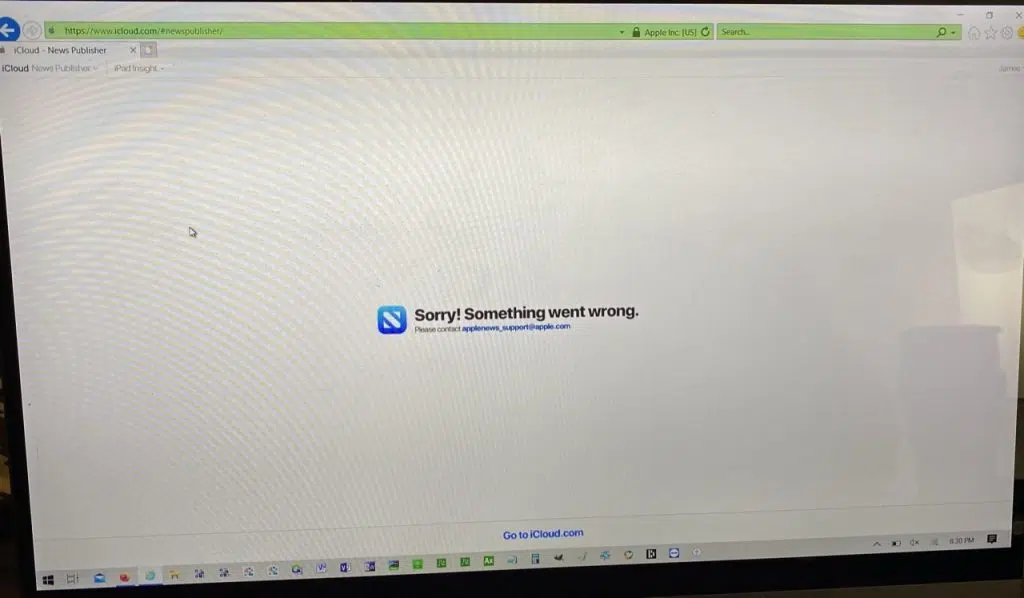 https://www.icloud.com/#newspublisher/
Apple Inc. [US]
Search...
iCloud - News Publisher
iCloud News Publisher
iPad Insight
James
Sorry! Something went wrong.
Please contact applenews_support@apple.com
Go to iCloud.com
6:30 PM